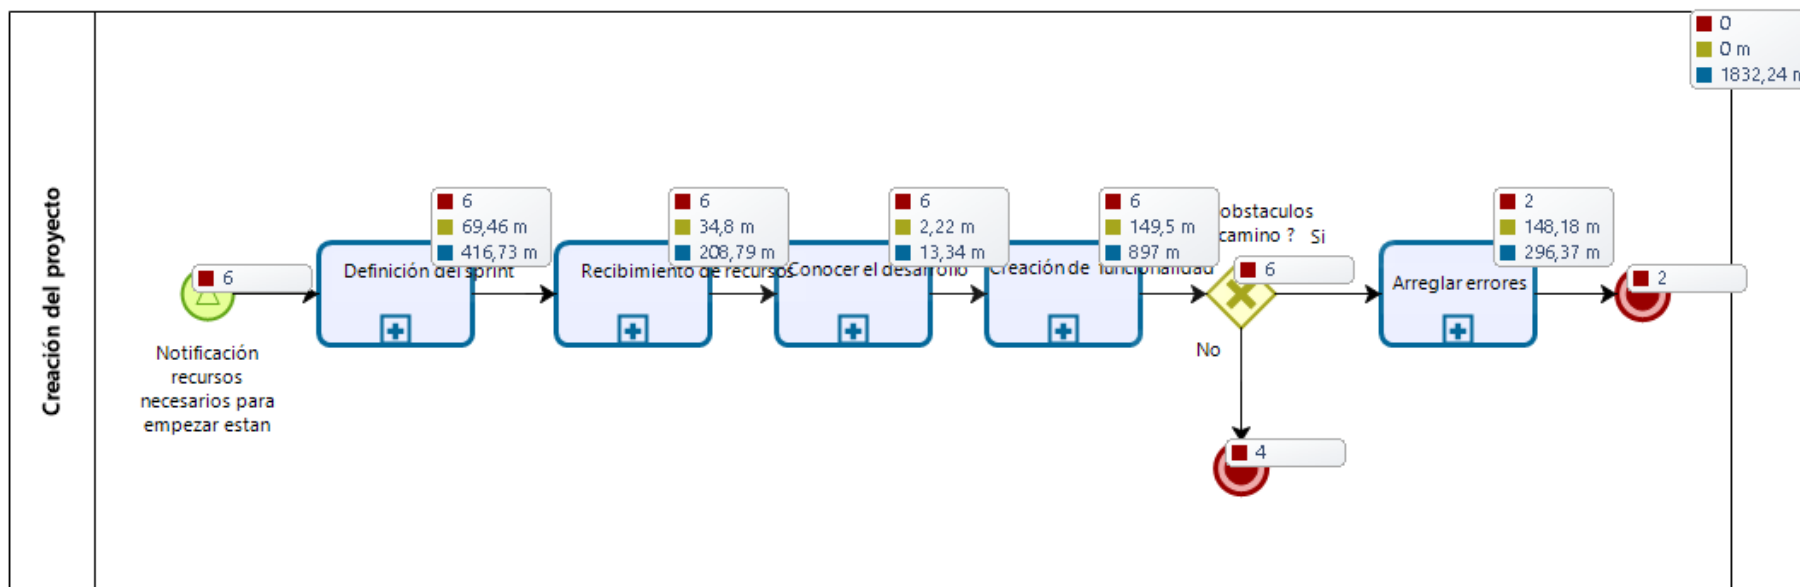 Creación del proyecto
0
0 m
1832,24 m
6
Notificación
recursos
necesarios para
empezar estan
6
69,46 m
416,73 m
Definición del sprint
6
34,8 m
208,79 m
Recibimiento de recursos
6
2,22 m
13,34 m
Conocer el desarrollo
6
149,5 m
897 m
Creación de funcionalidad
obstaculos
camino ?
Si
6
No
4
2
148,18 m
296,37 m
Arreglar errores
2